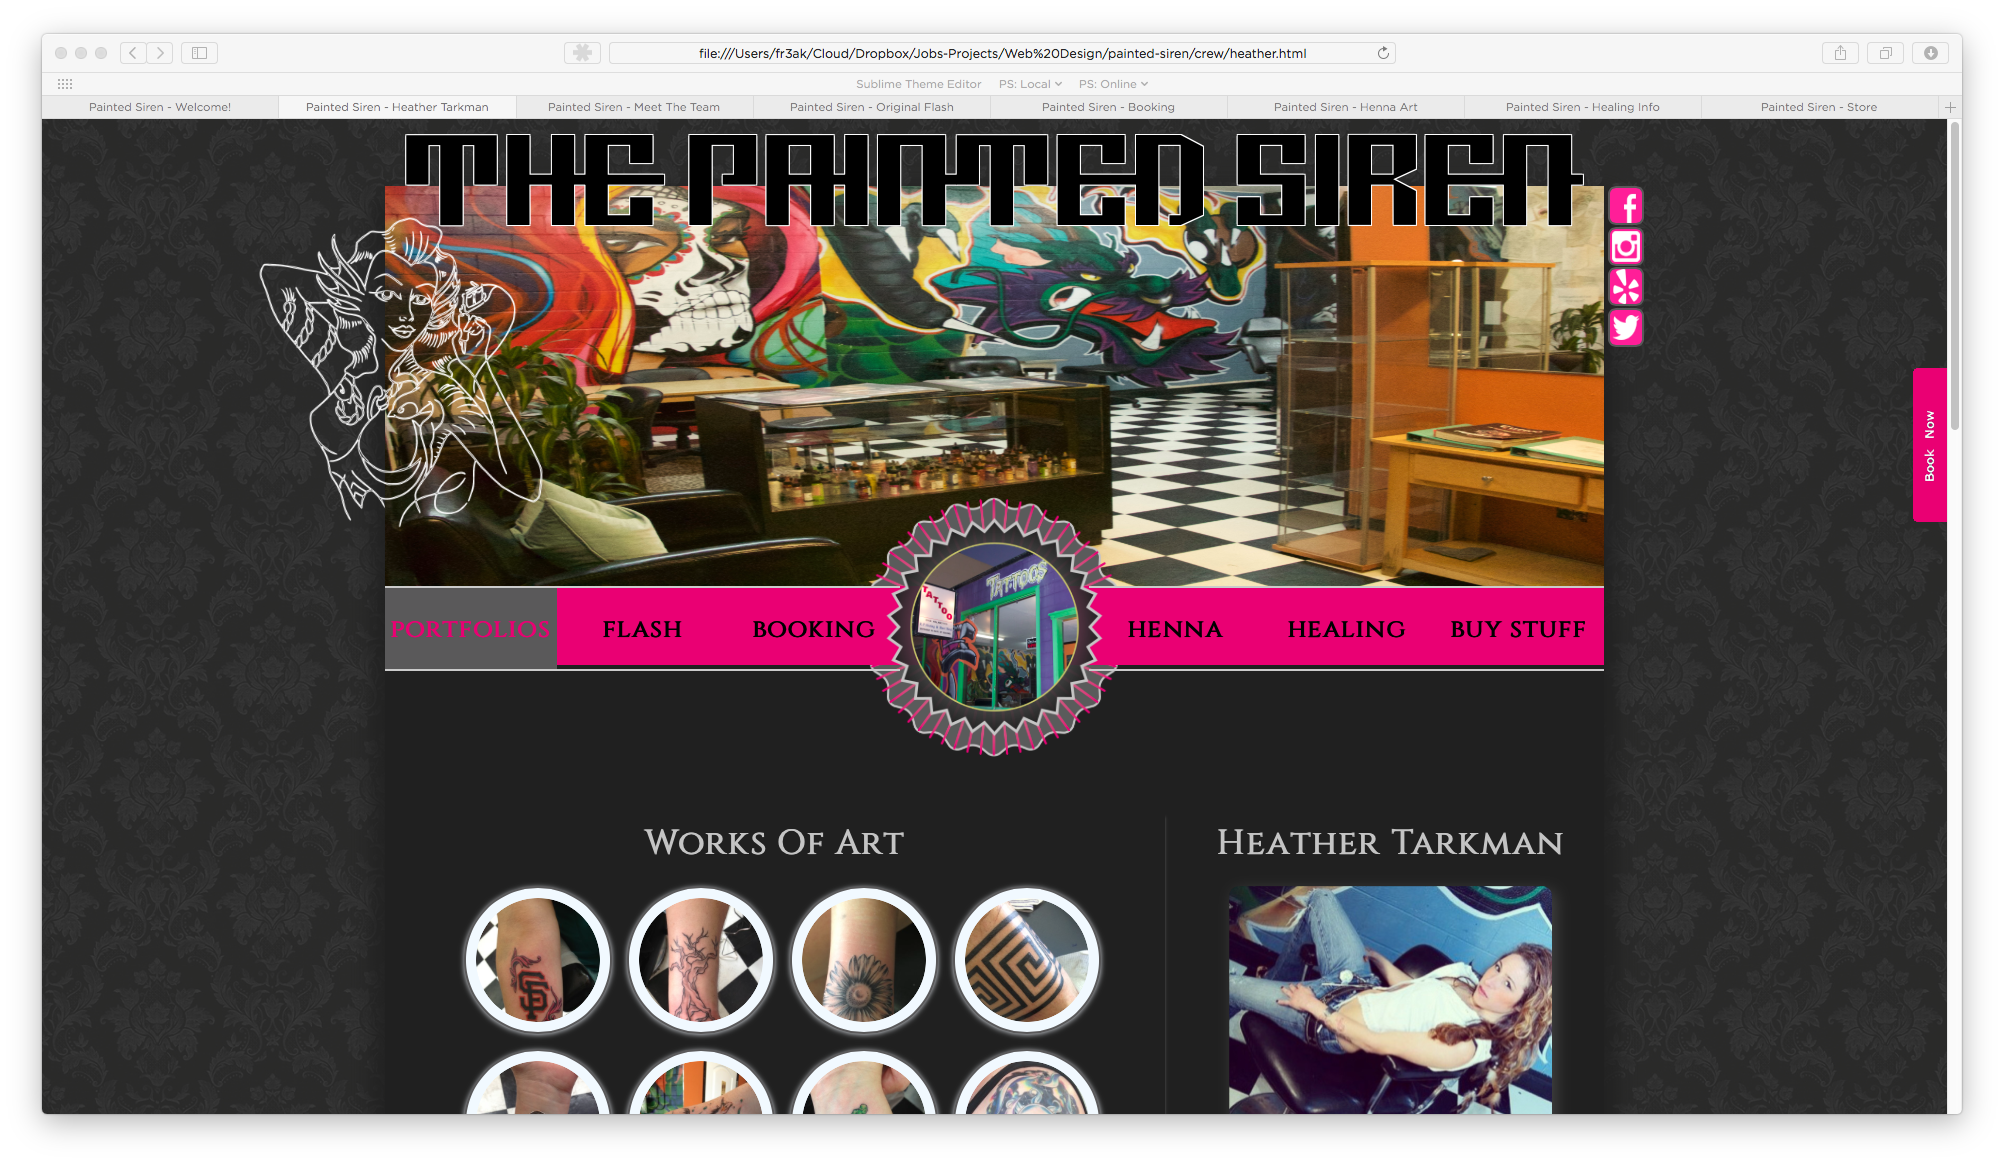 file:///Users/fr3ak/Cloud/Dropbox/Jobs-Projects/Web%20Design/painted-siren/crew/heather.html
Sublime Theme Editor PS: Local PS: Online
Painted Siren - Welcome! Painted Siren - Heather Tarkman Painted Siren - Meet The Team Painted Siren - Original Flash Painted Siren - Booking Painted Siren - Henna Art Painted Siren - Healing Info Painted Siren - Store
THE PAINTED SIREN
Book Now
TATTOOS
TATTOO
PORTFOLIOS FLASH BOOKING HENNA HEALING BUY STUFF
Works Of Art
Heather Tarkman
SF